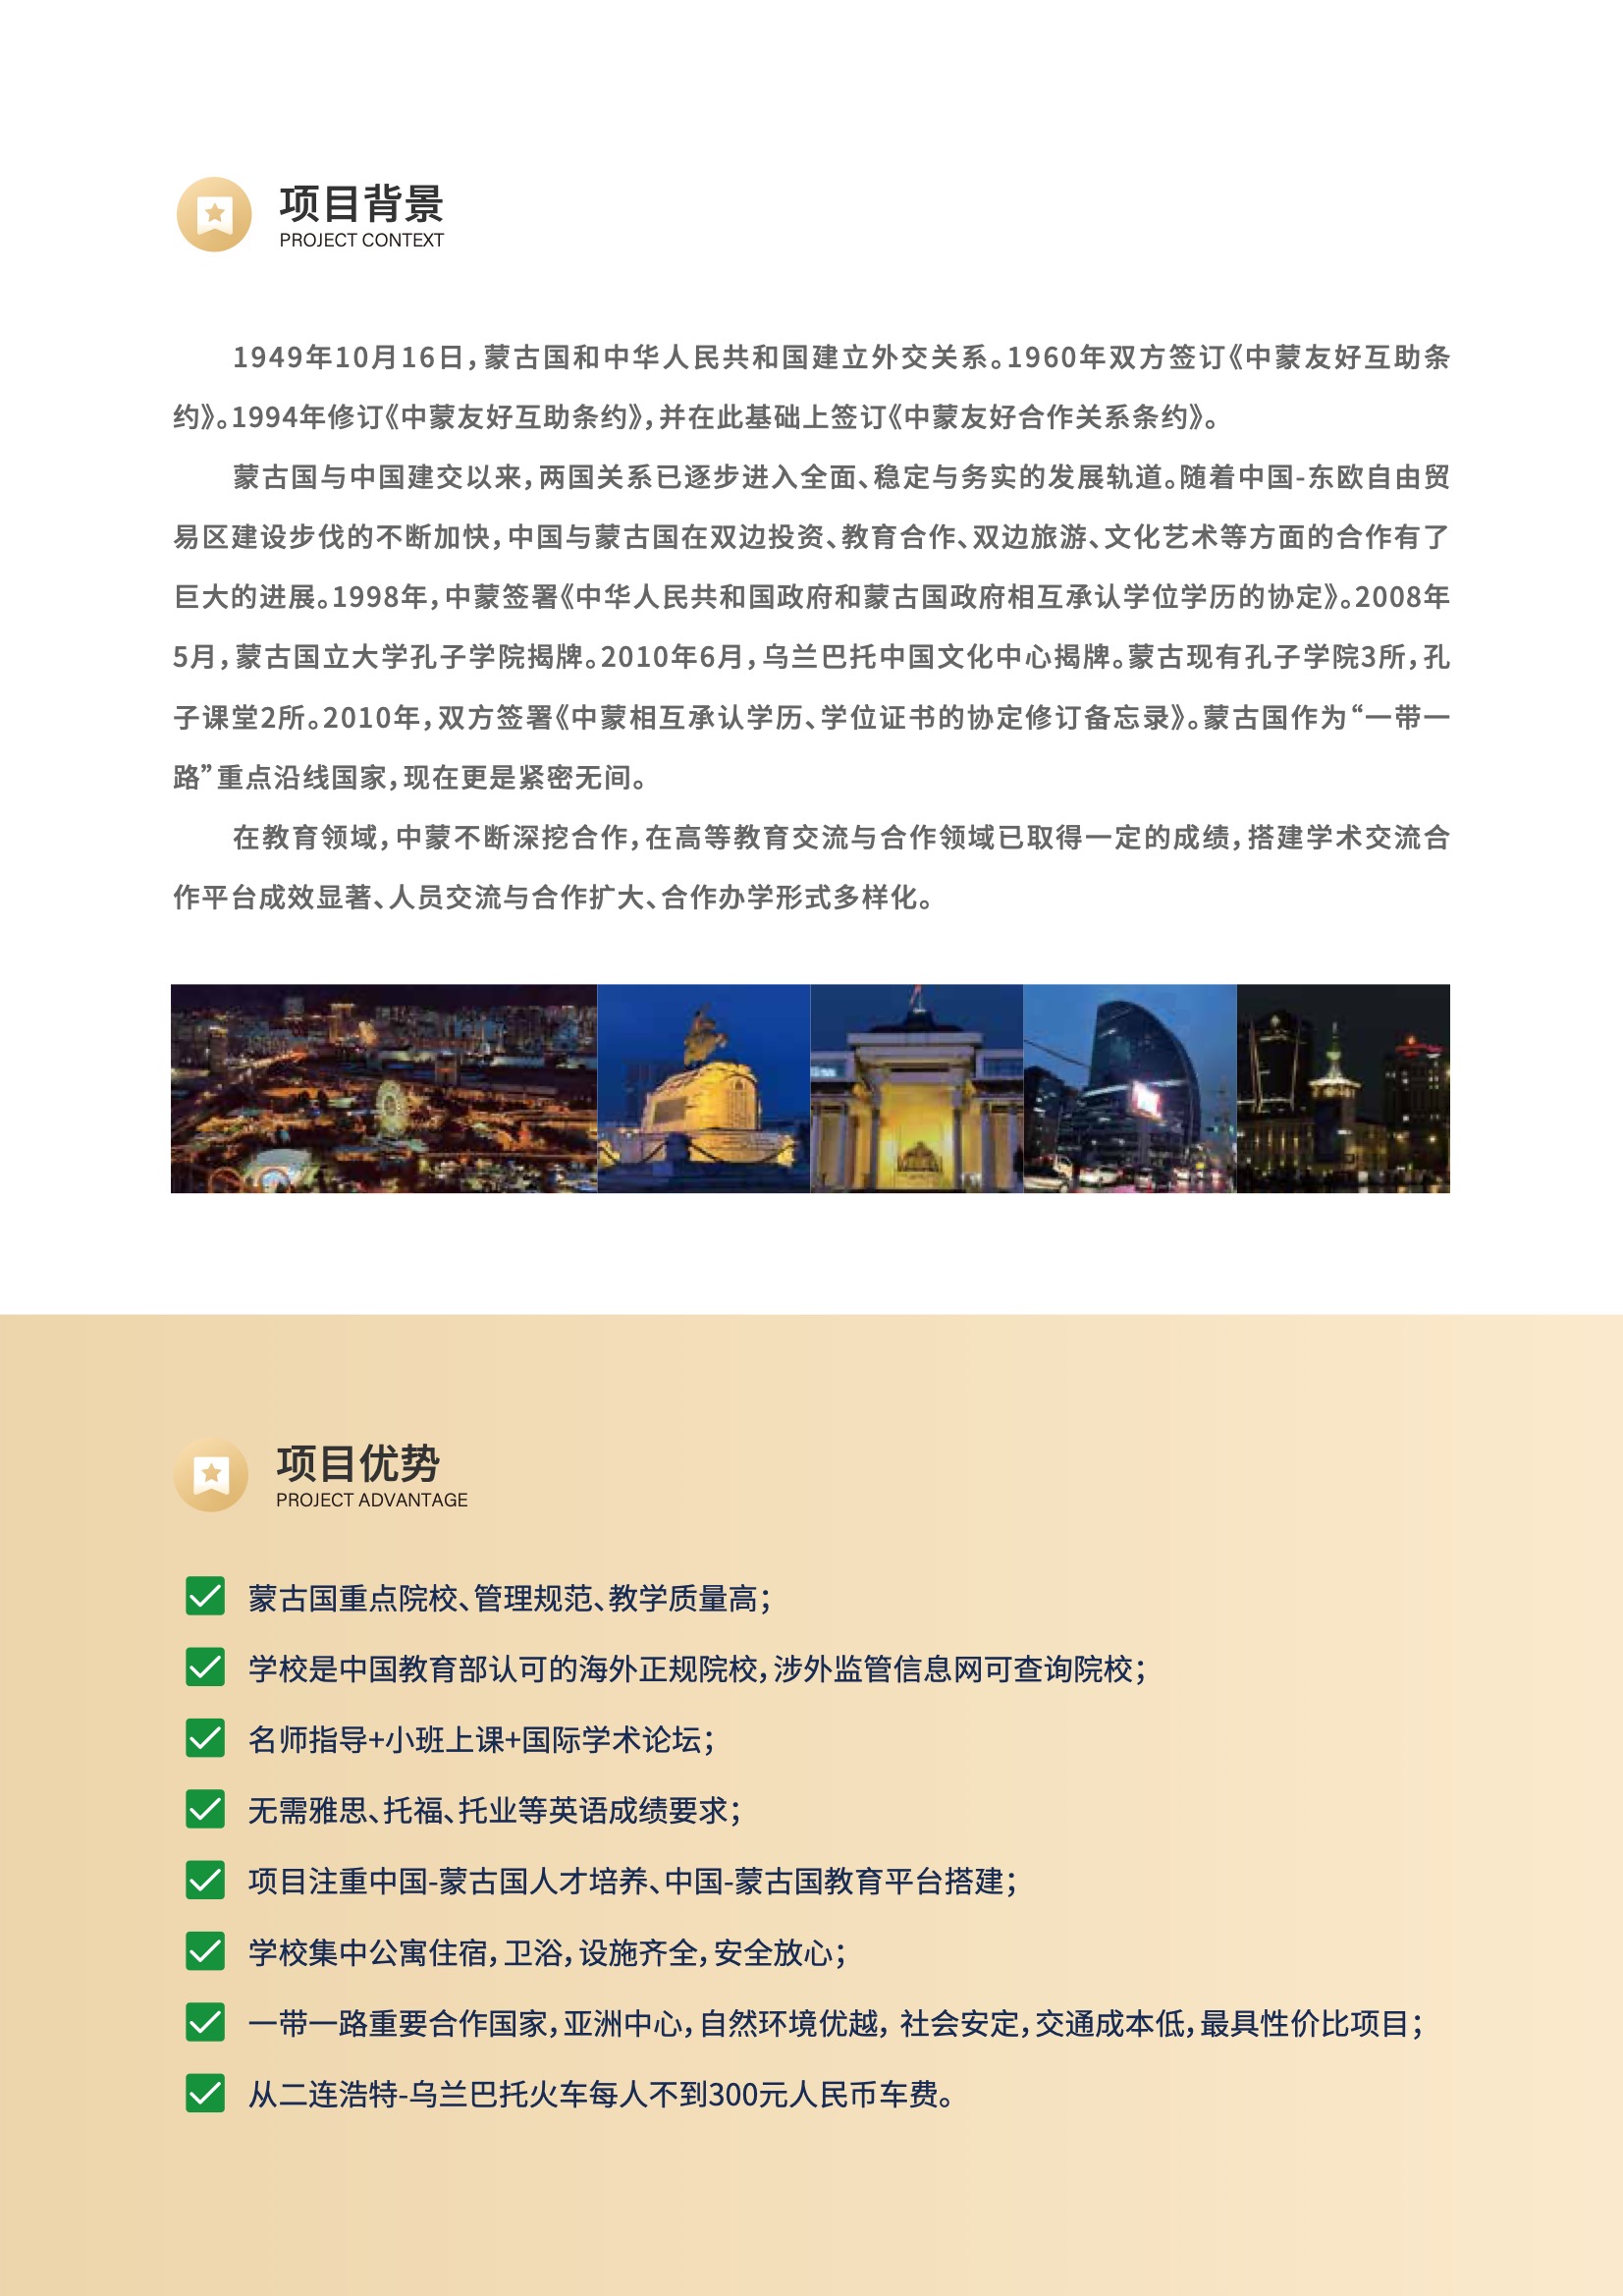 项目背景
PROJECT CONTEXT
1949年10月16日，蒙古国和中华人民共和国建立外交关系。1960年双方签订《中蒙友好互助条
约》。1994年修订《中蒙友好互助条约》，并在此基础上签订《中蒙友好合作关系条约》。
蒙古国与中国建交以来，两国关系已逐步进入全面、稳定与务实的发展轨道。随着中国-东欧自由贸
易区建设步伐的不断加快，中国与蒙古国在双边投资、教育合作、双边旅游、文化艺术等方面的合作有了
巨大的进展。1998年，中蒙签署《中华人民共和国政府和蒙古国政府相互承认学位学历的协定》。2008年
5月，蒙古国立大学孔子学院揭牌。2010年6月，乌兰巴托中国文化中心揭牌。蒙古现有孔子学院3所，孔
子课堂2所。2010年，双方签署《中蒙相互承认学历、学位证书的协定修订备忘录》。蒙古国作为“一带一
路”重点沿线国家，现在更是紧密无间。
在教育领域，中蒙不断深挖合作，在高等教育交流与合作领域已取得一定的成绩，搭建学术交流合
作平台成效显著、人员交流与合作扩大、合作办学形式多样化。
项目优势
PROJECT ADVANTAGE
蒙古国重点院校、管理规范、教学质量高；
学校是中国教育部认可的海外正规院校，涉外监管信息网可查询院校；
名师指导+小班上课+国际学术论坛；
无需雅思、托福、托业等英语成绩要求；
项目注重中国-蒙古国人才培养、中国-蒙古国教育平台搭建；
学校集中公寓住宿，卫浴，设施齐全，安全放心；
一带一路重要合作国家，亚洲中心，自然环境优越， 社会安定，交通成本低，最具性价比项目；
从二连浩特-乌兰巴托火车每人不到300元人民币车费。